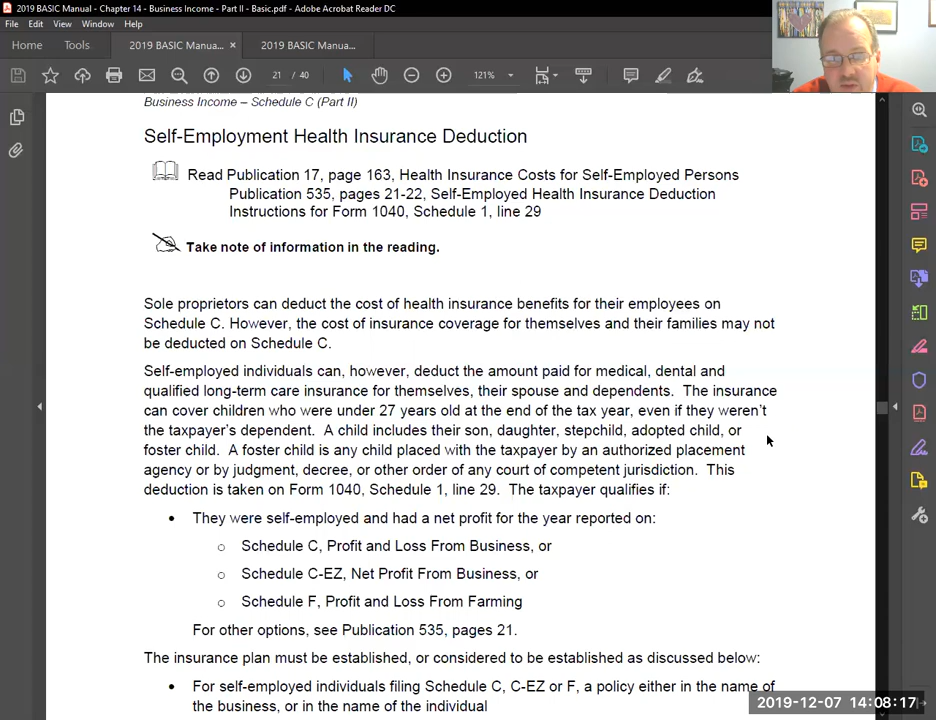 2019 BASIC Manual - Chapter 14 - Business Income - Part II - Basic.pdf - Adobe Acrobat Reader DC
File Edit View Window Help
Home Tools 2019 BASIC Manua... × 2019 BASIC Manua...
21 / 40 121%
Business Income – Schedule C (Part II)
Self-Employment Health Insurance Deduction
Read Publication 17, page 163, Health Insurance Costs for Self-Employed Persons
Publication 535, pages 21-22, Self-Employed Health Insurance Deduction
Instructions for Form 1040, Schedule 1, line 29
Take note of information in the reading.
Sole proprietors can deduct the cost of health insurance benefits for their employees on
Schedule C. However, the cost of insurance coverage for themselves and their families may not
be deducted on Schedule C.
Self-employed individuals can, however, deduct the amount paid for medical, dental and
qualified long-term care insurance for themselves, their spouse and dependents. The insurance
can cover children who were under 27 years old at the end of the tax year, even if they weren't
the taxpayer's dependent. A child includes their son, daughter, stepchild, adopted child, or
foster child. A foster child is any child placed with the taxpayer by an authorized placement
agency or by judgment, decree, or other order of any court of competent jurisdiction. This
deduction is taken on Form 1040, Schedule 1, line 29. The taxpayer qualifies if:
• They were self-employed and had a net profit for the year reported on:
○ Schedule C, Profit and Loss From Business, or
○ Schedule C-EZ, Net Profit From Business, or
○ Schedule F, Profit and Loss From Farming
For other options, see Publication 535, pages 21.
The insurance plan must be established, or considered to be established as discussed below:
• For self-employed individuals filing Schedule C, C-EZ or F, a policy either in the name of
the business, or in the name of the individual
2019-12-07 14:08:17